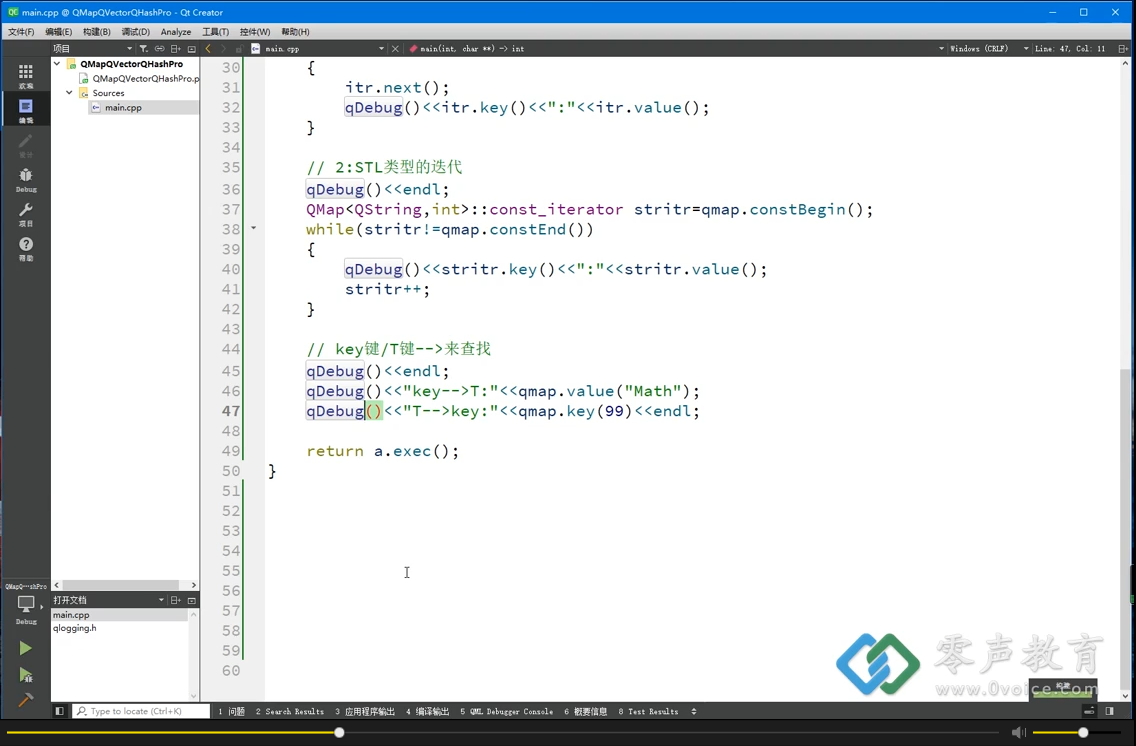 main.cpp @ QMapQVectorQHashPro - Qt Creator
文件(F) 编辑(E) 构建(B) 调试(D) Analyze 工具(T) 控件(W) 帮助(H)
项目 main.cpp main(int, char **) -> int Windows (CRLF) Line: 47, Col: 11
欢迎
编辑
设计
Debug
项目
帮助
QMapQVectorQHashPro
QMapQVectorQHashPro.p
Sources
main.cpp
30 {
31 itr.next();
32 qDebug()<<itr.key()<<":"<<itr.value();
33 }
34
35 // 2:STL类型的迭代
36 qDebug()<<endl;
37 QMap<QString,int>::const_iterator stritr=qmap.constBegin();
38 while(stritr!=qmap.constEnd())
39 {
40 qDebug()<<stritr.key()<<":"<<stritr.value();
41 stritr++;
42 }
43
44 // key键/T键-->来查找
45 qDebug()<<endl;
46 qDebug()<<"key-->T:"<<qmap.value("Math");
47 qDebug()<<"T-->key:"<<qmap.key(99)<<endl;
48
49 return a.exec();
50 }
51
52
53
54
55
56
57
58
59
60
QMapQ⋯shPro
Debug
打开文档
main.cpp
qlogging.h
零声教育
www.0voice.com
构建
Type to locate (Ctrl+K) 1 问题 2 Search Results 3 应用程序输出 4 编译输出 5 QML Debugger Console 6 概要信息 8 Test Results